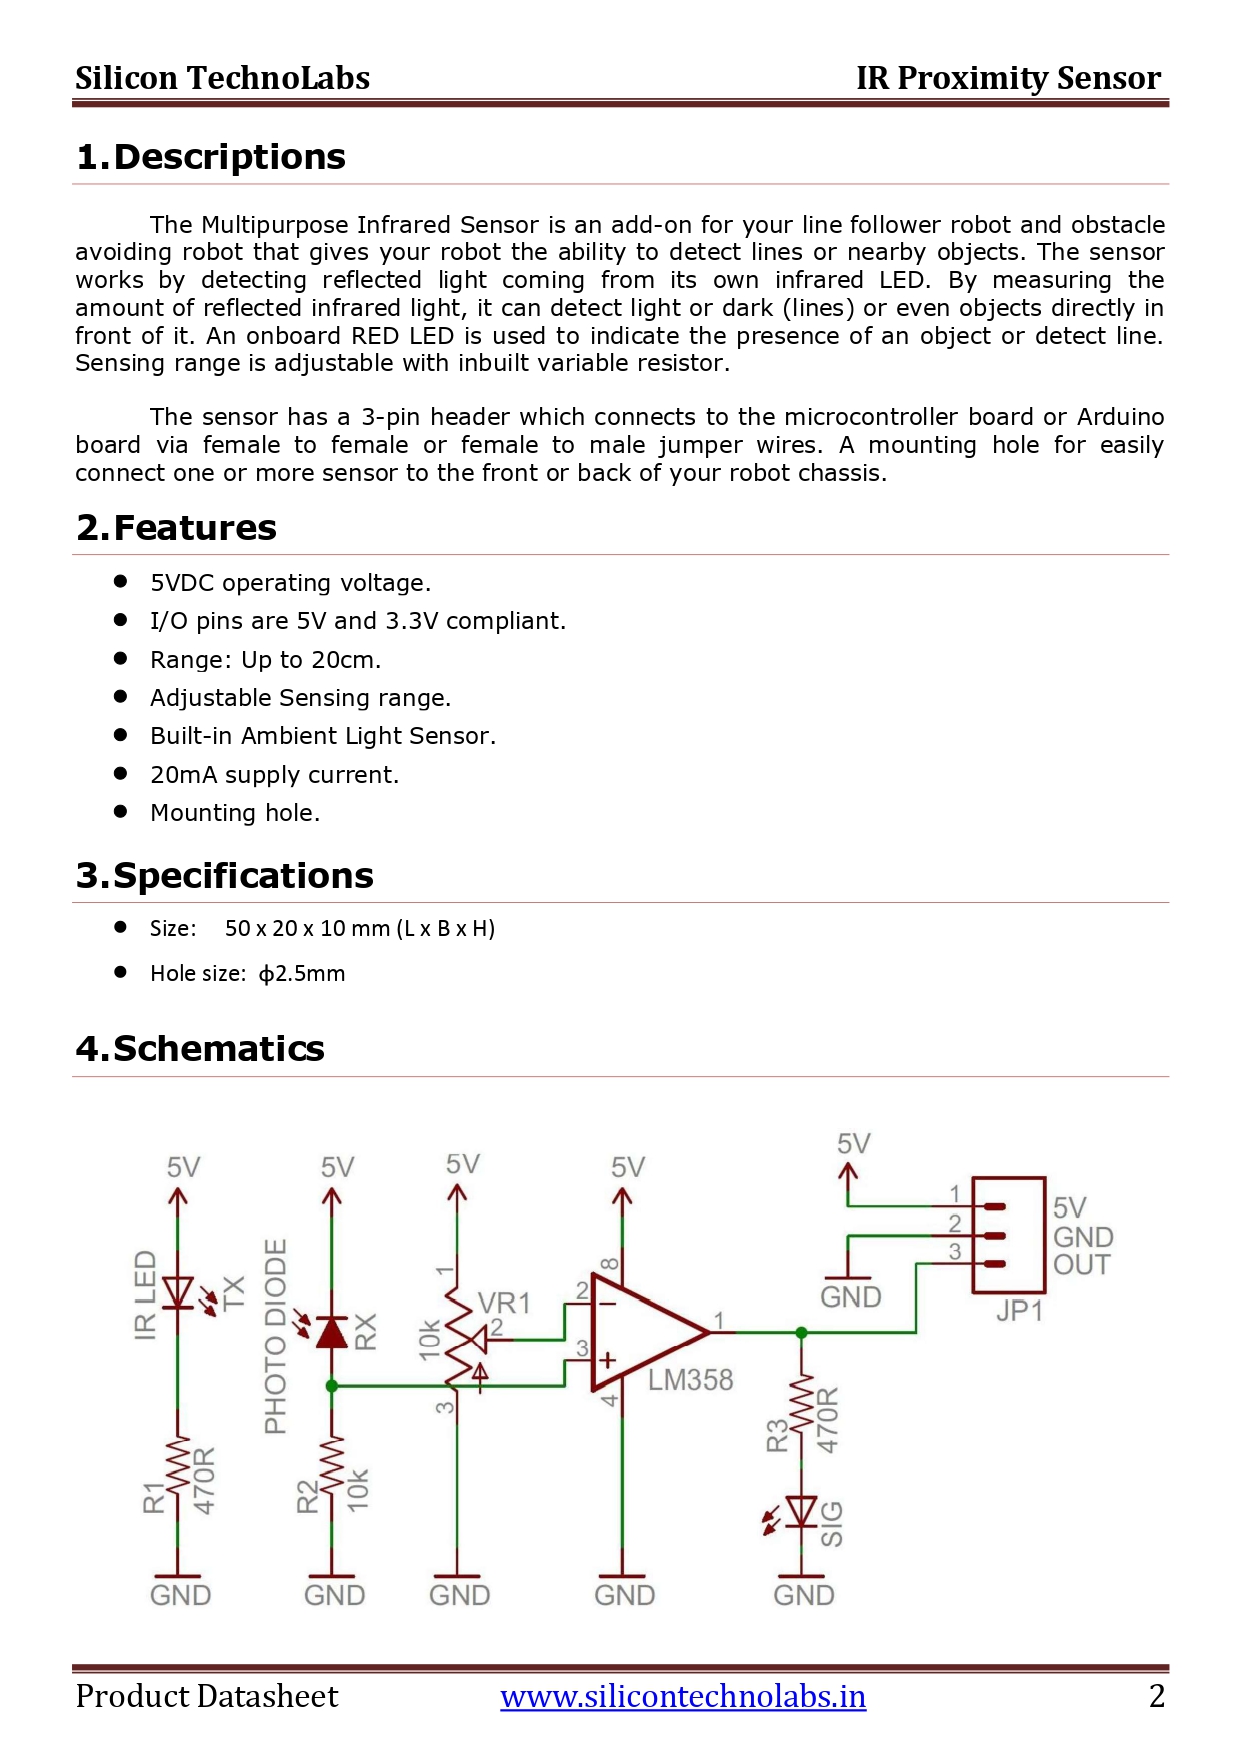 Silicon TechnoLabs IR Proximity Sensor
1.Descriptions
The Multipurpose Infrared Sensor is an add-on for your line follower robot and obstacle
avoiding robot that gives your robot the ability to detect lines or nearby objects. The sensor
works by detecting reflected light coming from its own infrared LED. By measuring the
amount of reflected infrared light, it can detect light or dark (lines) or even objects directly in
front of it. An onboard RED LED is used to indicate the presence of an object or detect line.
Sensing range is adjustable with inbuilt variable resistor.
The sensor has a 3-pin header which connects to the microcontroller board or Arduino
board via female to female or female to male jumper wires. A mounting hole for easily
connect one or more sensor to the front or back of your robot chassis.
2.Features
● 5VDC operating voltage.
● I/O pins are 5V and 3.3V compliant.
● Range: Up to 20cm.
● Adjustable Sensing range.
● Built-in Ambient Light Sensor.
● 20mA supply current.
● Mounting hole.
3.Specifications
● Size: 50 x 20 x 10 mm (L x B x H)
● Hole size: ϕ2.5mm
4.Schematics
5V
IR LED
TX
R1
470R
GND
5V
PHOTO DIODE
RX
R2
10k
GND
5V
1
VR1
2
10k
3
GND
5V
8
2
3
1
LM358
4
GND
R3
470R
SIG
GND
5V
GND
1
2
3
5V
GND
OUT
JP1
Product Datasheet www.silicontechnolabs.in 2